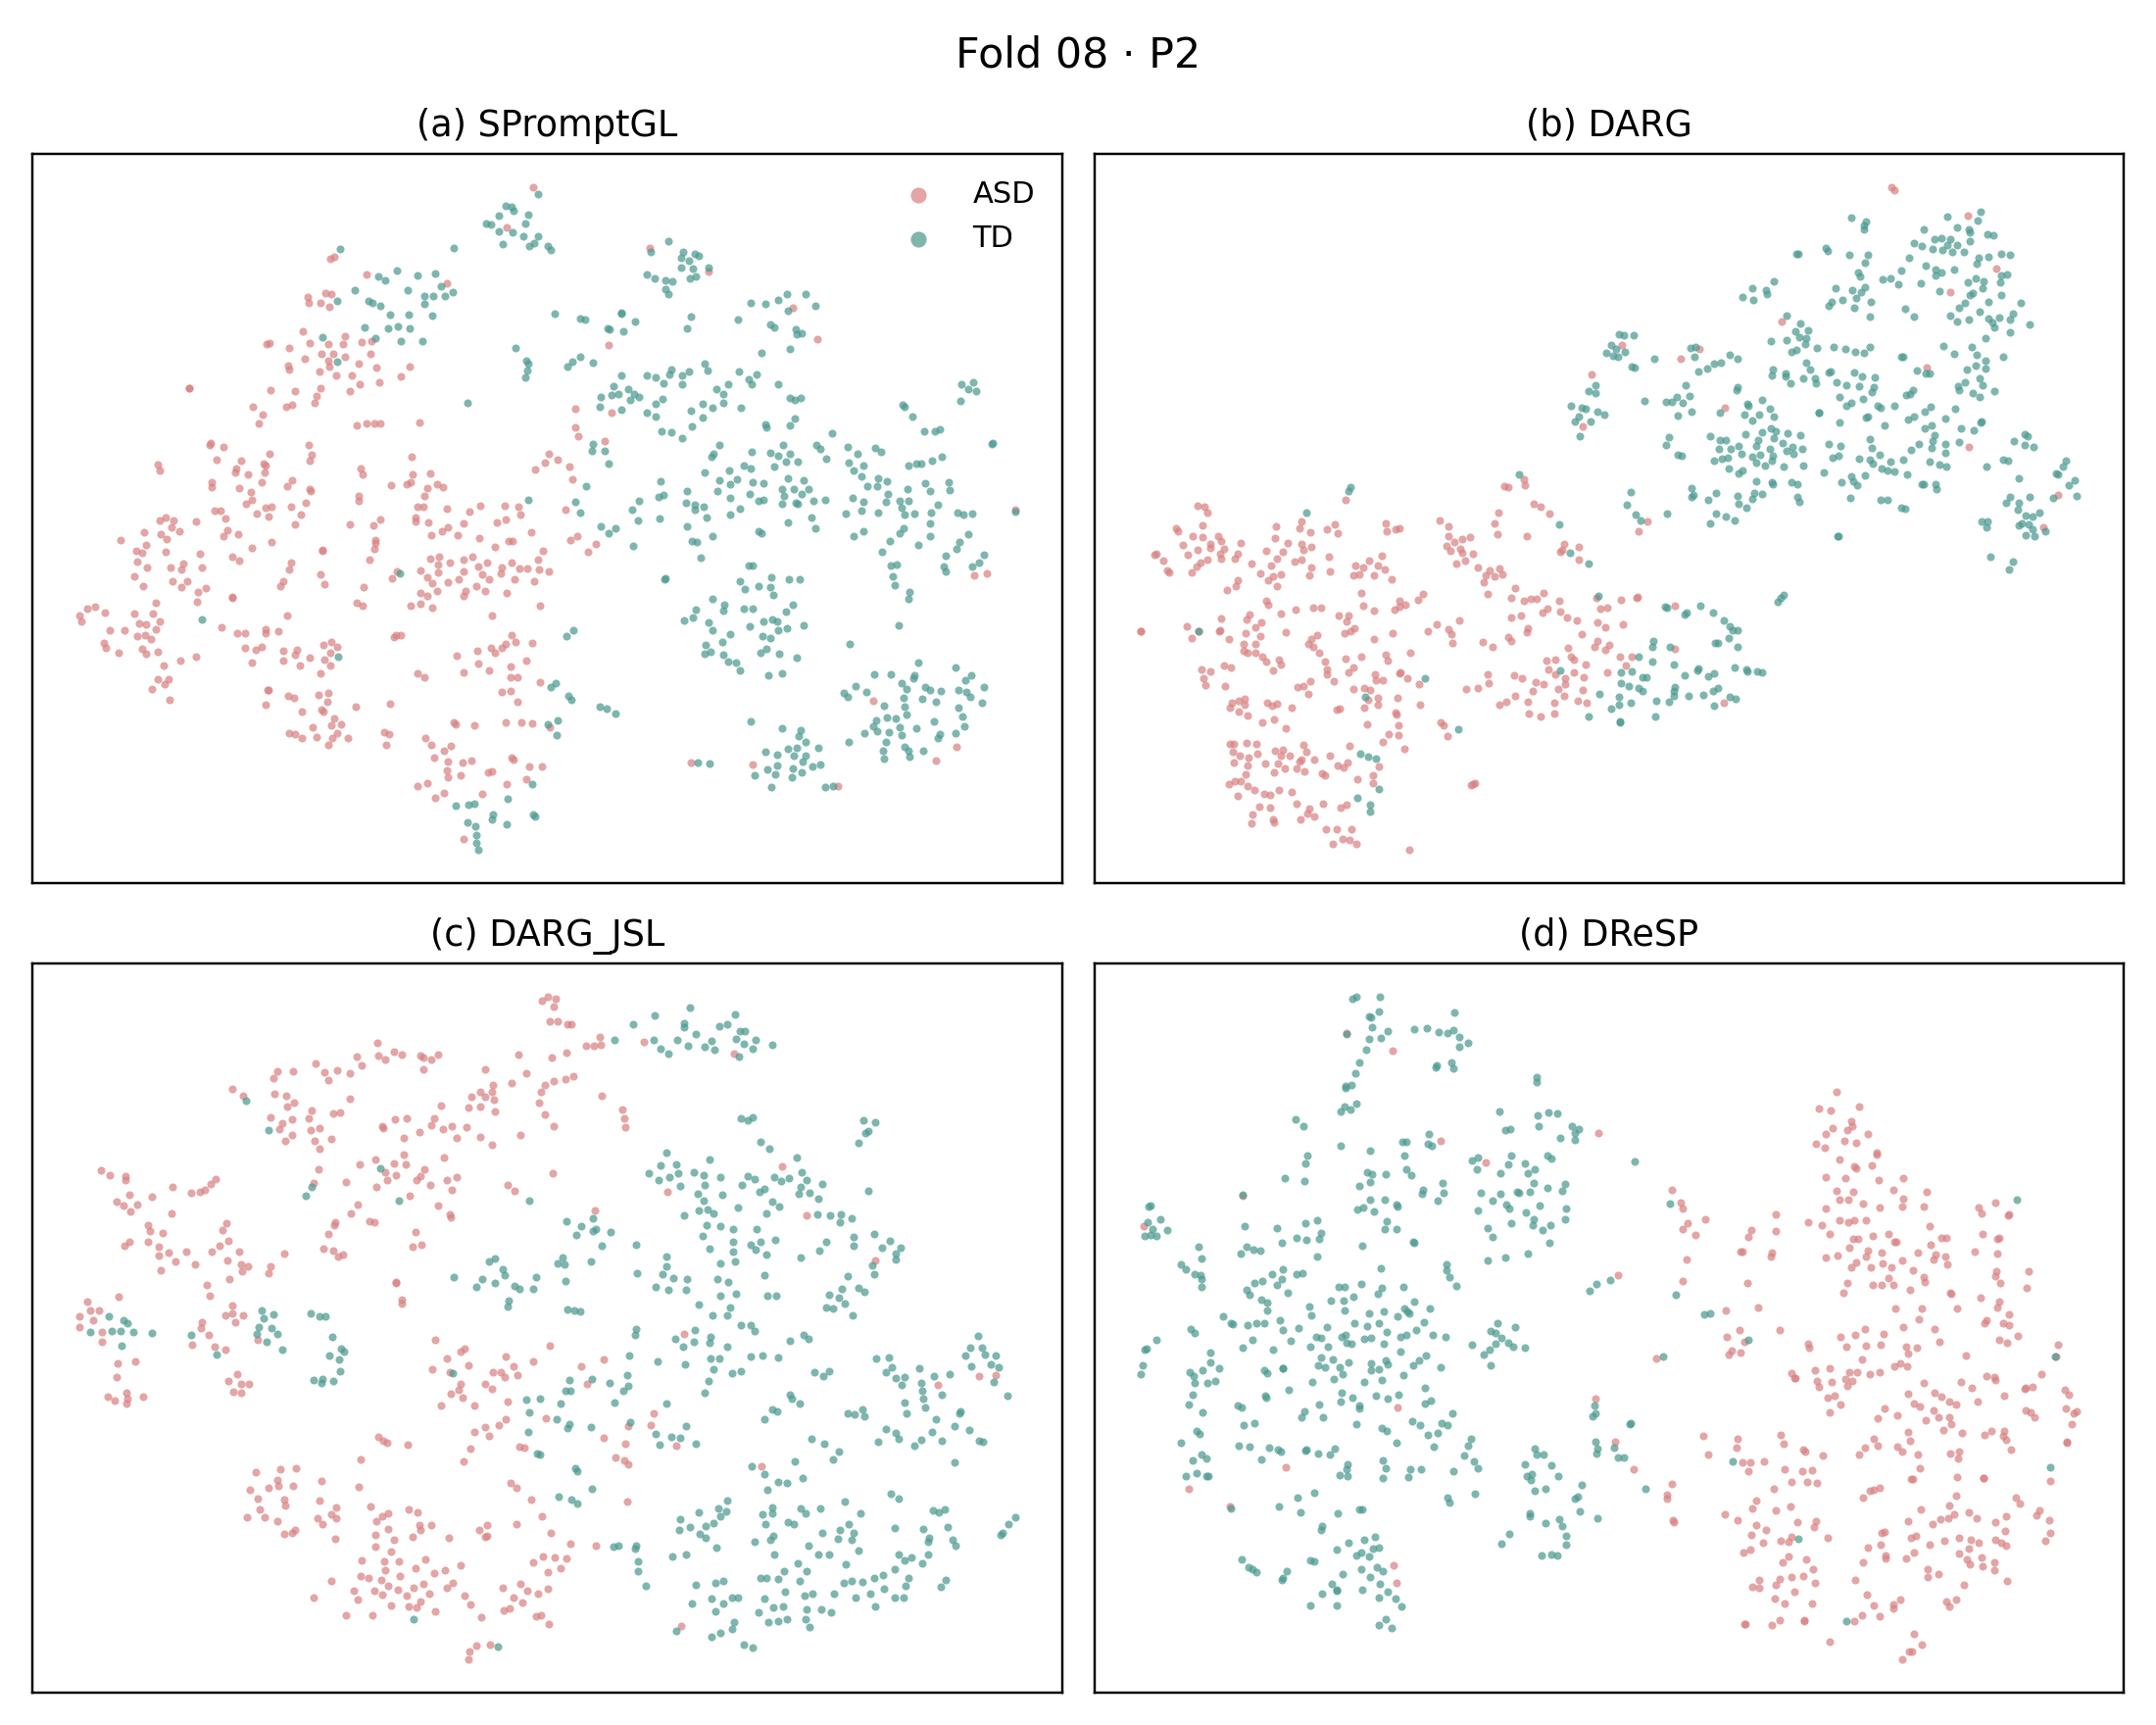 Fold 08 · P2
(a) SPromptGL
(b) DARG
ASD
TD
(c) DARG_JSL
(d) DReSP